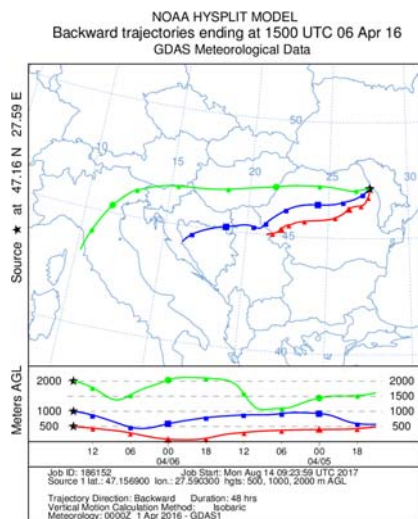 NOAA HYSPLIT MODEL
Backward trajectories ending at 1500 UTC 06 Apr 16
GDAS Meteorological Data
Source ★ at 47.16 N 27.59 E
10
15
20
25
30
50
45
40
Meters AGL
2000 2000
1500
1000 1000
500 500
12 06 00 18 12 06 00 18
04/06 04/05
Job ID: 186152 Job Start: Mon Aug 14 09:23:59 UTC 2017
Source 1 lat.: 47.156900 lon.: 27.590300 hgts: 500, 1000, 2000 m AGL
Trajectory Direction: Backward Duration: 48 hrs
Vertical Motion Calculation Method: Isobaric
Meteorology: 0000Z 1 Apr 2016 - GDAS1